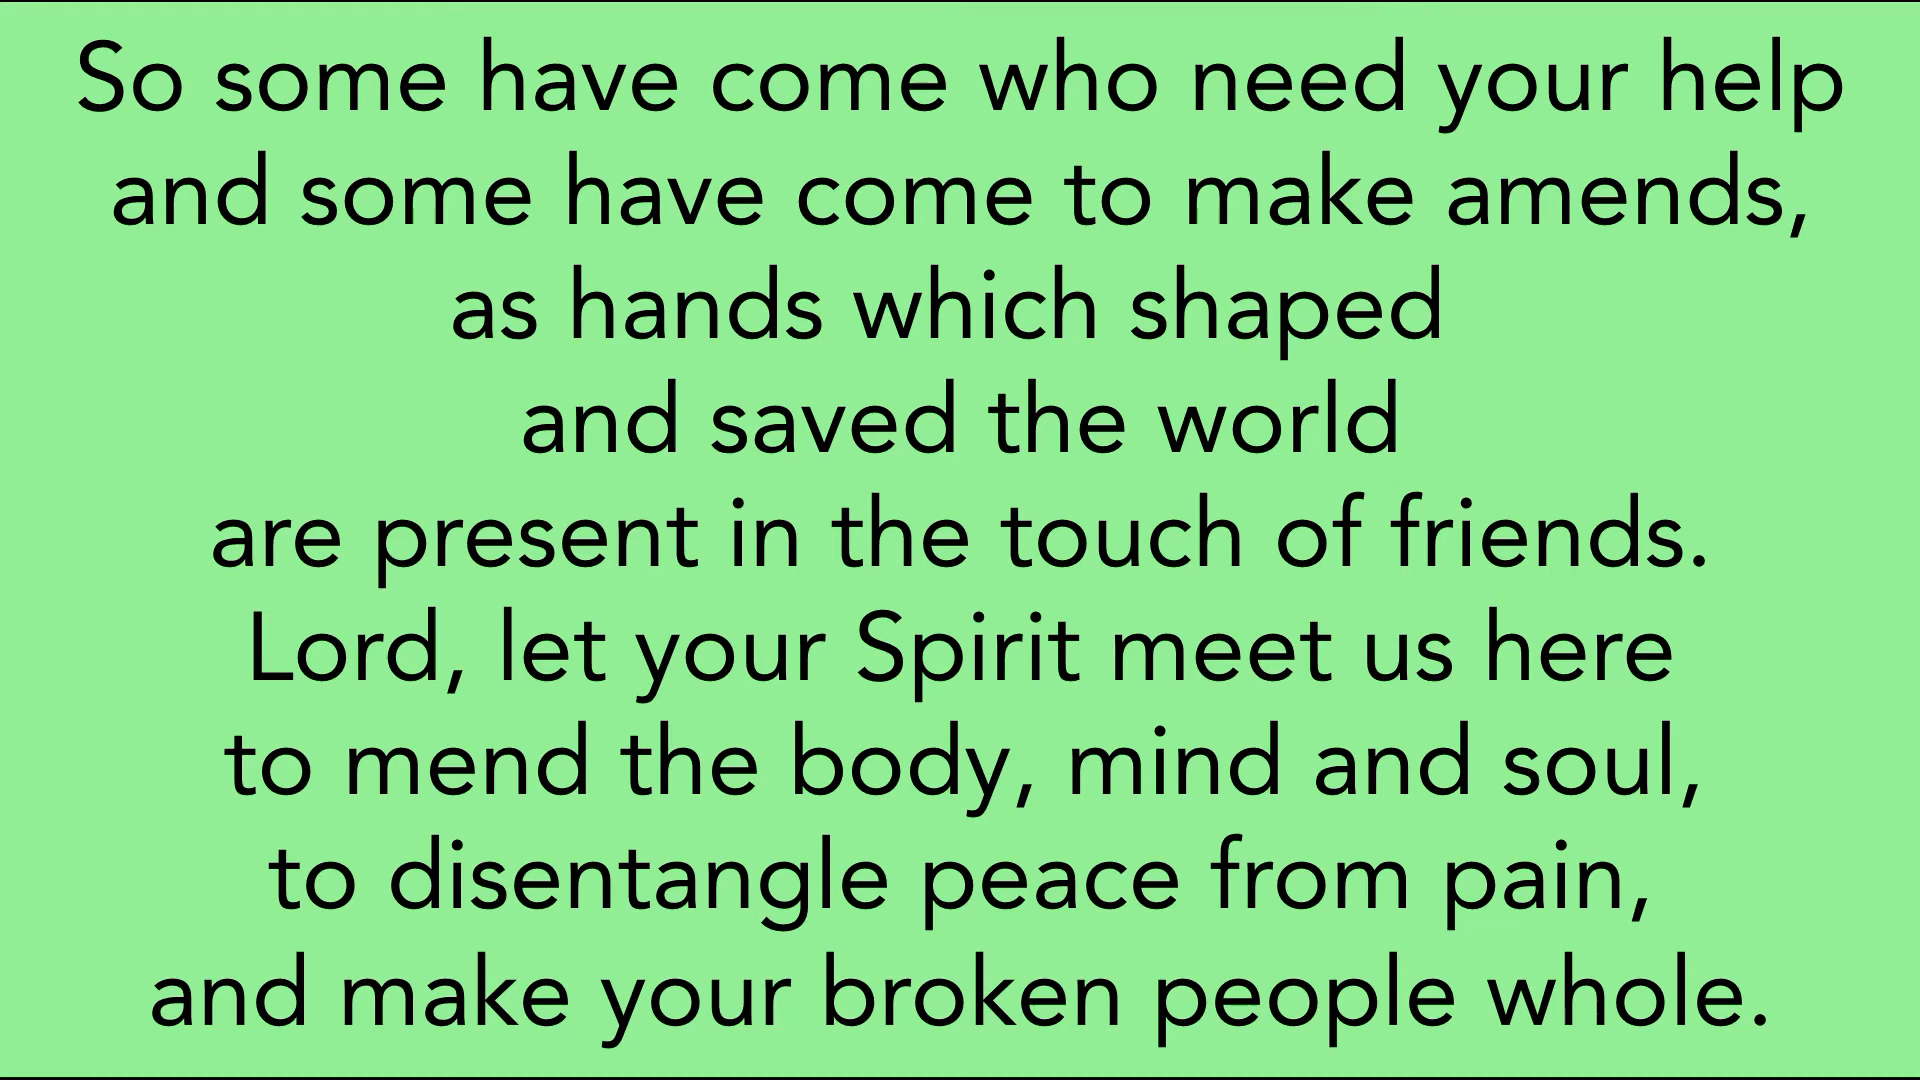 So some have come who need your help
and some have come to make amends,
as hands which shaped
and saved the world
are present in the touch of friends.
Lord, let your Spirit meet us here
to mend the body, mind and soul,
to disentangle peace from pain,
and make your broken people whole.